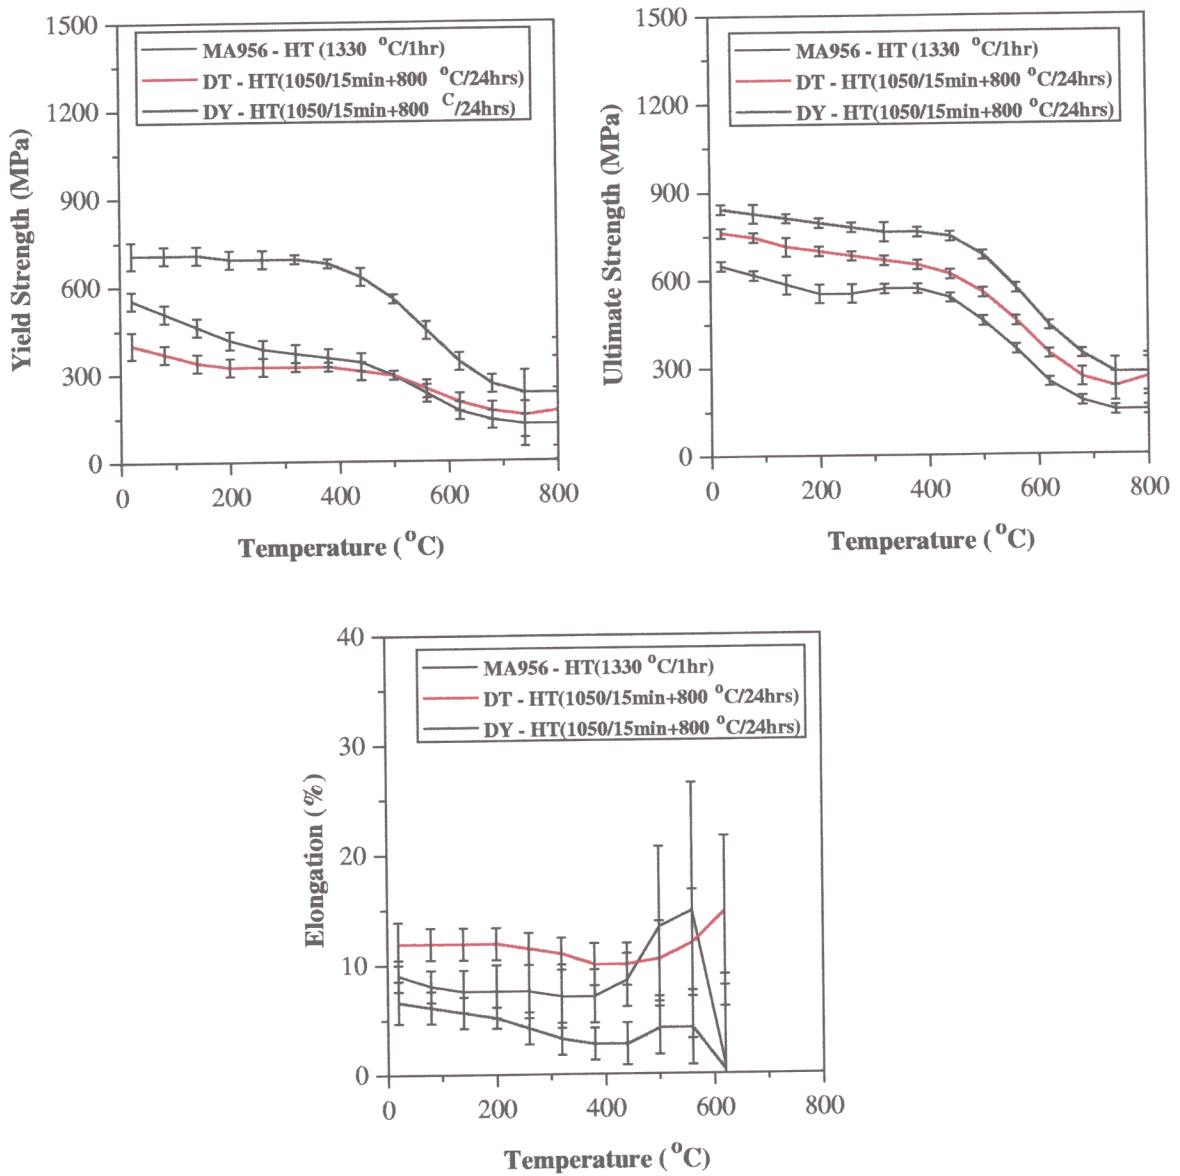 1500
1200
900
600
300
0
Yield Strength (MPa)
MA956 - HT (1330 °C/1hr)
DT - HT(1050/15min+800 °C/24hrs)
DY - HT(1050/15min+800 C/24hrs)
0 200 400 600 800
Temperature (°C)
1500
1200
900
600
300
0
Ultimate Strength (MPa)
MA956 - HT (1330 °C/1hr)
DT - HT(1050/15min+800 °C/24hrs)
DY - HT(1050/15min+800 °C/24hrs)
0 200 400 600 800
Temperature (°C)
40
30
20
10
0
Elongation (%)
MA956 - HT(1330 °C/1hr)
DT - HT(1050/15min+800 °C/24hrs)
DY - HT(1050/15min+800 °C/24hrs)
0 200 400 600 800
Temperature (°C)